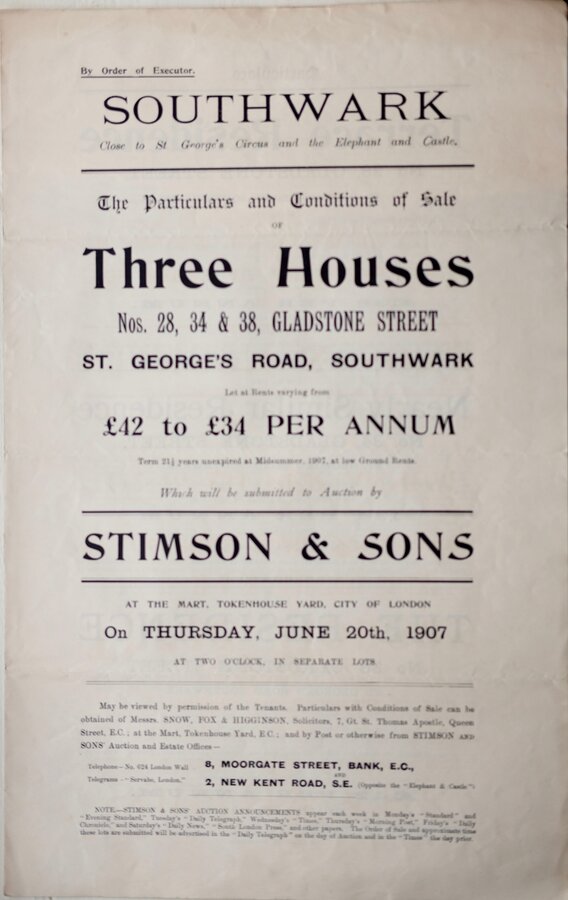 By Order of Executor.
SOUTHWARK
Close to St George's Circus and the Elephant and Castle.
The Particulars and Conditions of Sale
OF
Three Houses
Nos. 28, 34 & 38, GLADSTONE STREET
ST. GEORGE'S ROAD, SOUTHWARK
Let at Rents varying from
£42 to £34 PER ANNUM
Term 21½ years unexpired at Midsummer, 1907, at low Ground Rents.
Which will be submitted to Auction by
STIMSON & SONS
AT THE MART, TOKENHOUSE YARD, CITY OF LONDON
On THURSDAY, JUNE 20th, 1907
AT TWO O'CLOCK, IN SEPARATE LOTS
May be viewed by permission of the Tenants. Particulars with Conditions of Sale can be
obtained of Messrs. SNOW, FOX & HIGGINSON, Solicitors, 7, Gt. St. Thomas Apostle, Queen
Street, E.C.; at the Mart, Tokenhouse Yard, E.C.; and by Post or otherwise from STIMSON AND
SONS' Auction and Estate Offices—
Telephone—No. 624 London Wall 8, MOORGATE STREET, BANK, E.C.,
AND
Telegrams—"Servabo, London." 2, NEW KENT ROAD, S.E. (Opposite the "Elephant & Castle")
NOTE.—STIMSON & SONS' AUCTION ANNOUNCEMENTS appear each week in Monday's "Standard" and
"Evening Standard," Tuesday's "Daily Telegraph," Wednesday's "Times," Thursday's "Morning Post," Friday's "Daily
Chronicle," and Saturday's "Daily News," "South London Press," and other papers. The Order of Sale and approximate time
these lots are submitted will be advertised in the "Daily Telegraph" on the day of Auction and in the "Times" the day prior.